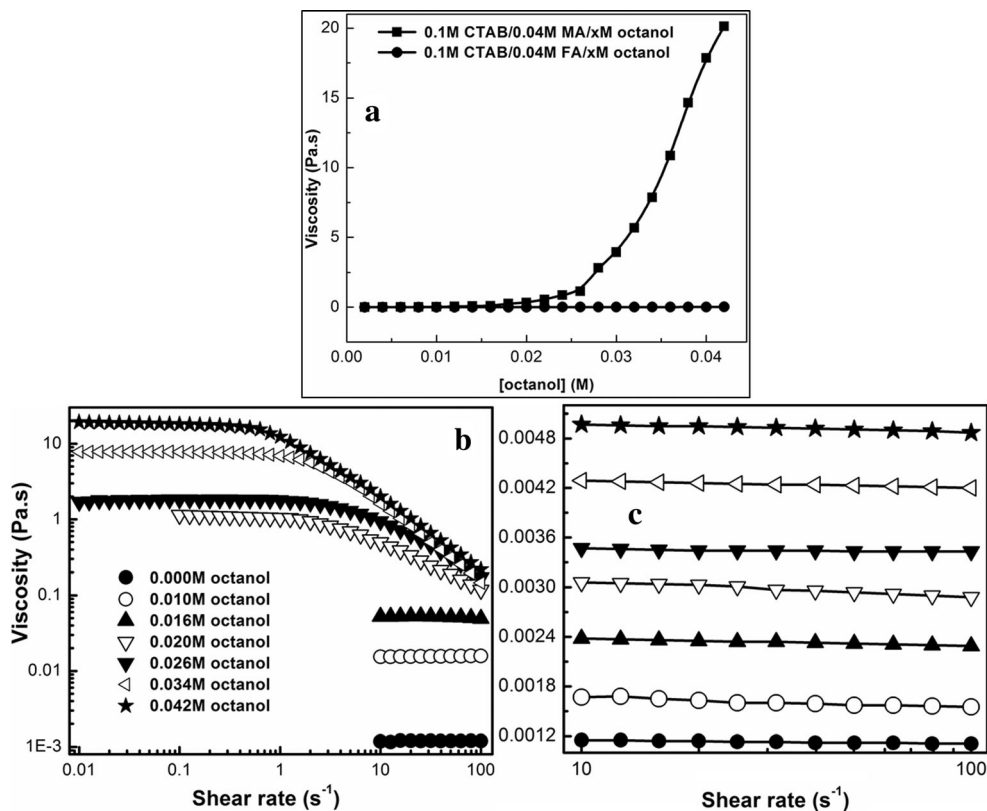 0.1M CTAB/0.04M MA/xM octanol
0.1M CTAB/0.04M FA/xM octanol
a
Viscosity (Pa.s)
20
15
10
5
0
0.00 0.01 0.02 0.03 0.04
[octanol] (M)
b
Viscosity (Pa.s)
10
1
0.1
0.01
1E-3
0.000M octanol
0.010M octanol
0.016M octanol
0.020M octanol
0.026M octanol
0.034M octanol
0.042M octanol
0.01 0.1 1 10 100
Shear rate (s⁻¹)
c
0.0048
0.0042
0.0036
0.0030
0.0024
0.0018
0.0012
10 100
Shear rate (s⁻¹)